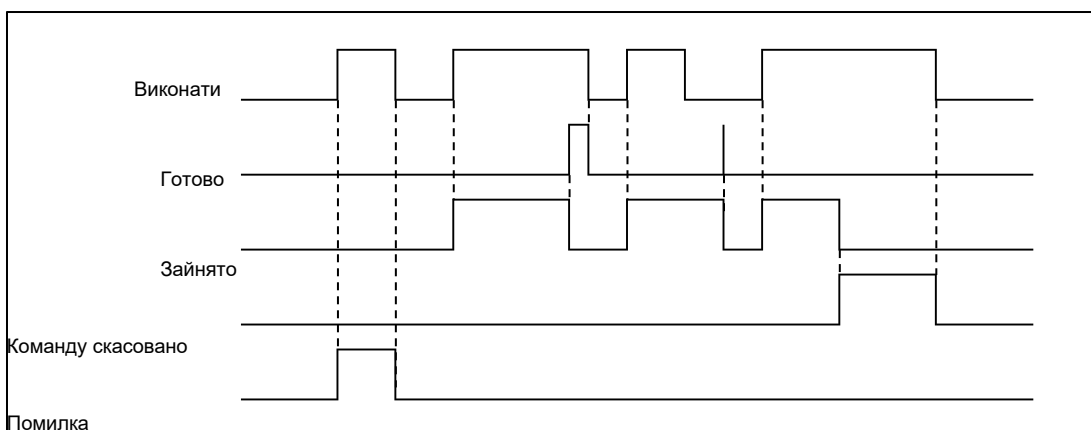 Виконати
Готово
Зайнято
Команду скасовано
Помилка